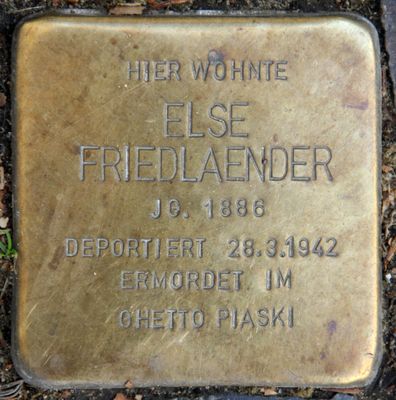 HIER WOHNTE
ELSE
FRIEDLAENDER
JG. 1886
DEPORTIERT 28.3.1942
ERMORDET IM
GHETTO PIASKI